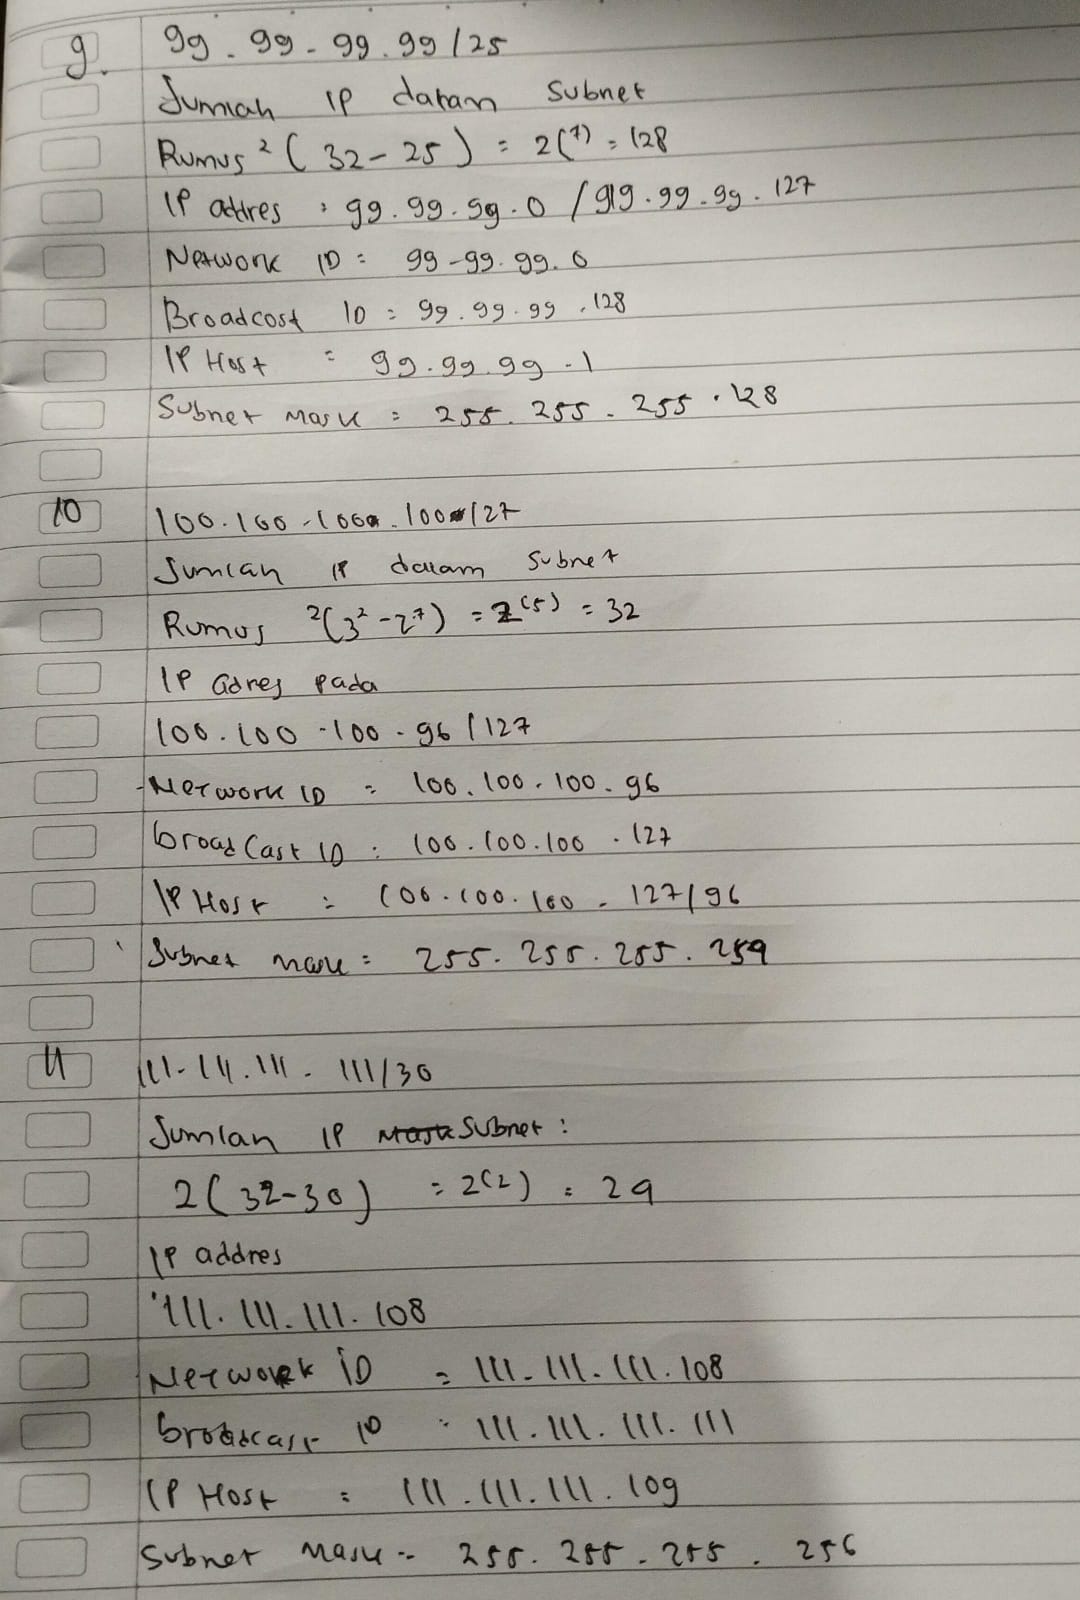 9. 99.99-99.99/25
Jumlah IP dalam Subnet
Rumus 2(32-25) = 2(7) = 128
IP addres : 99.99.99.0 / 99.99.99.127
Network ID = 99-99.99.0
Broadcost ID = 99.99.99.128
IP Host = 99.99.99.1
Subnet Mask = 255.255.255.128
10 100.100-100.100/27
Jumlah IP dalam Subnet
Rumus 2(32-27) = 2(5) = 32
IP adres pada
100.100-100.96/127
-Network ID = 100.100.100.96
broadCast ID : 100.100.100.127
IP Host : 100.100.100.127/96
Subnet mask = 255.255.255.259
11 111-111.111-111/30
Jumlah IP Subnet :
2(32-30) = 2(2) = 29
IP addres
111.111.111.108
Network iD = 111.111.111.108
broadcast ID : 111.111.111.111
IP Host = 111.111.111.109
Subnet Mask = 255.255.255.256